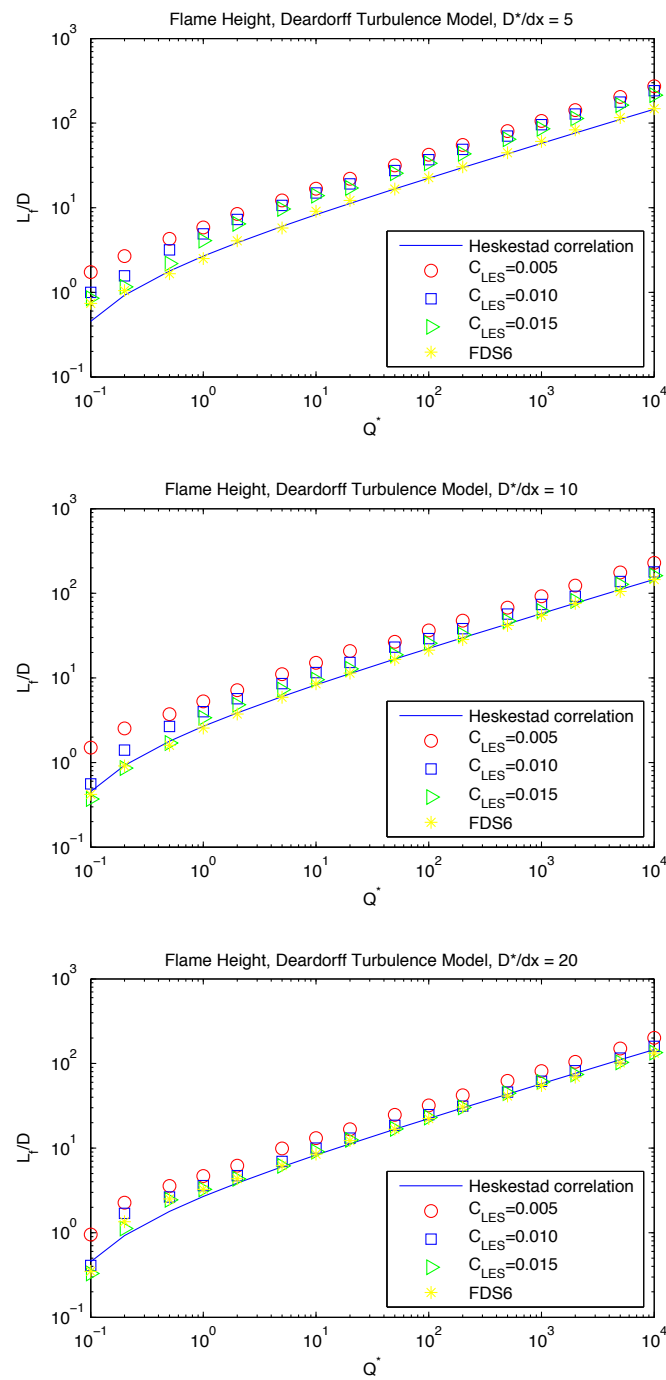 Flame Height, Deardorff Turbulence Model, D*/dx = 5
10^3
10^2
10^1
10^0
10^-1
L_f/D
Heskestad correlation
C_LES=0.005
C_LES=0.010
C_LES=0.015
FDS6
10^-1 10^0 10^1 10^2 10^3 10^4
Q^*
Flame Height, Deardorff Turbulence Model, D*/dx = 10
10^3
10^2
10^1
10^0
10^-1
L_f/D
Heskestad correlation
C_LES=0.005
C_LES=0.010
C_LES=0.015
FDS6
10^-1 10^0 10^1 10^2 10^3 10^4
Q^*
Flame Height, Deardorff Turbulence Model, D*/dx = 20
10^3
10^2
10^1
10^0
10^-1
L_f/D
Heskestad correlation
C_LES=0.005
C_LES=0.010
C_LES=0.015
FDS6
10^-1 10^0 10^1 10^2 10^3 10^4
Q^*